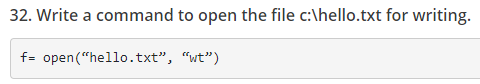 32. Write a command to open the file c:\hello.txt for writing.
f= open(“hello.txt”, “wt”)